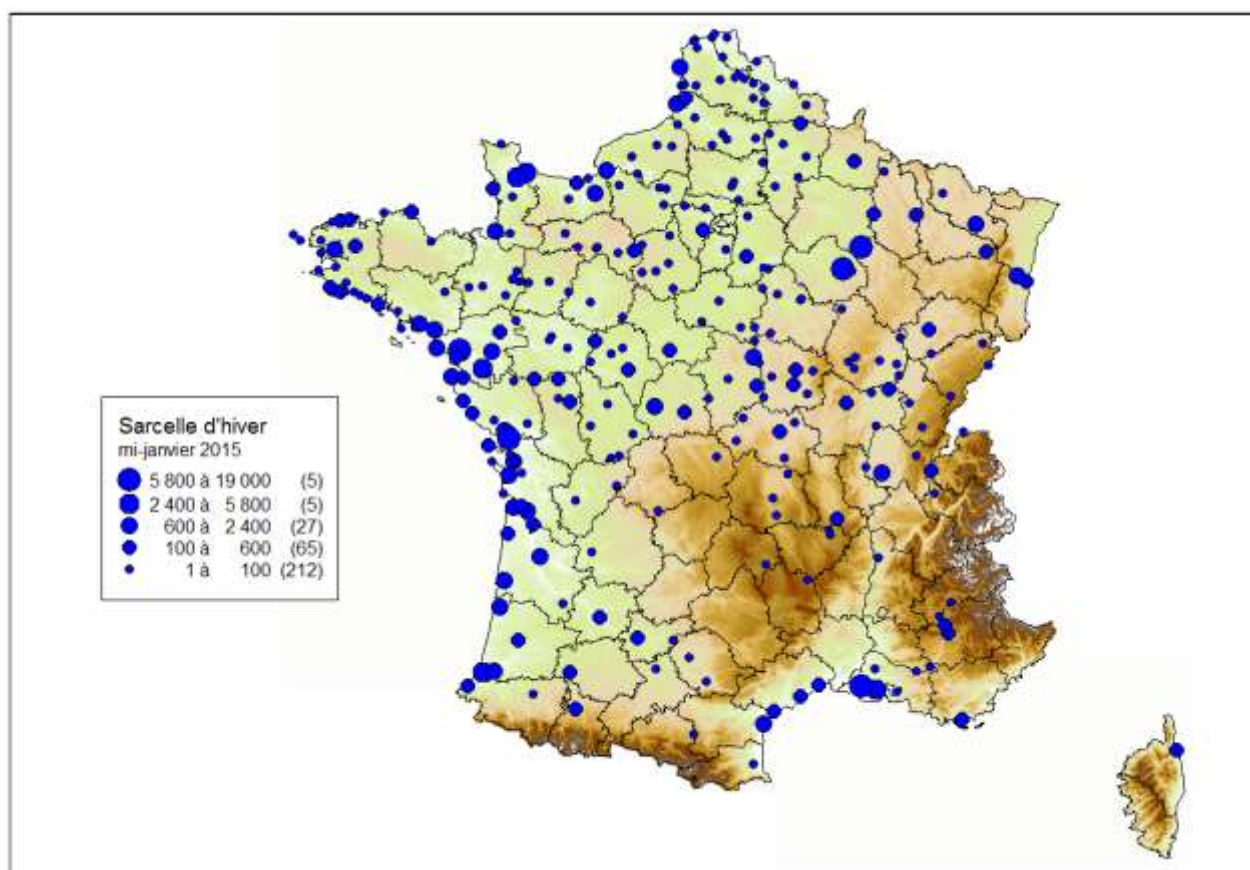 Sarcelle d'hiver
mi-janvier 2015
5 800 à 19 000 (5)
2 400 à 5 800 (5)
600 à 2 400 (27)
100 à 600 (65)
1 à 100 (212)